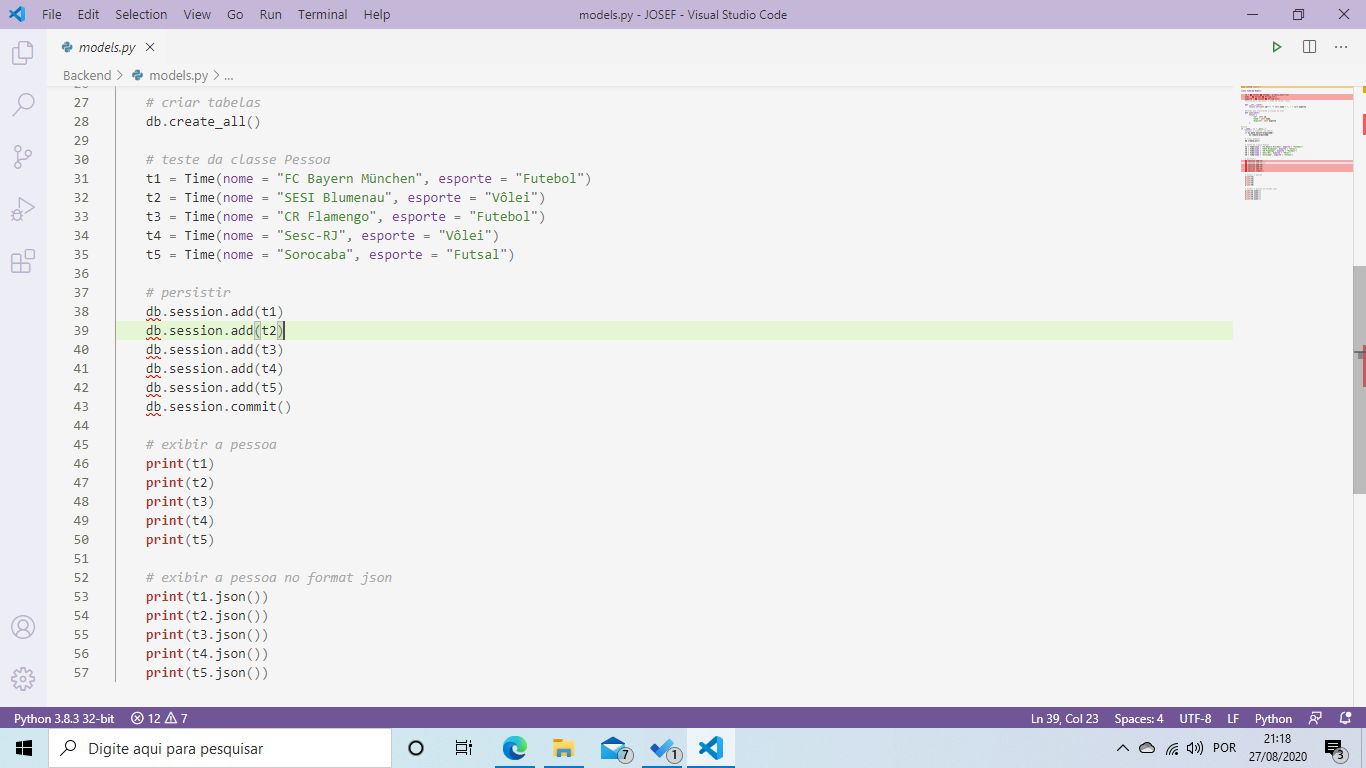 File Edit Selection View Go Run Terminal Help models.py - JOSEF - Visual Studio Code
models.py
Backend > models.py > ...
27 # criar tabelas
28 db.create_all()
29
30 # teste da classe Pessoa
31 t1 = Time(nome = "FC Bayern München", esporte = "Futebol")
32 t2 = Time(nome = "SESI Blumenau", esporte = "Vôlei")
33 t3 = Time(nome = "CR Flamengo", esporte = "Futebol")
34 t4 = Time(nome = "Sesc-RJ", esporte = "Vôlei")
35 t5 = Time(nome = "Sorocaba", esporte = "Futsal")
36
37 # persistir
38 db.session.add(t1)
39 db.session.add(t2)
40 db.session.add(t3)
41 db.session.add(t4)
42 db.session.add(t5)
43 db.session.commit()
44
45 # exibir a pessoa
46 print(t1)
47 print(t2)
48 print(t3)
49 print(t4)
50 print(t5)
51
52 # exibir a pessoa no format json
53 print(t1.json())
54 print(t2.json())
55 print(t3.json())
56 print(t4.json())
57 print(t5.json())
Python 3.8.3 32-bit 12 7 Ln 39, Col 23 Spaces: 4 UTF-8 LF Python
Digite aqui para pesquisar 7 1 POR 21:18 3
27/08/2020